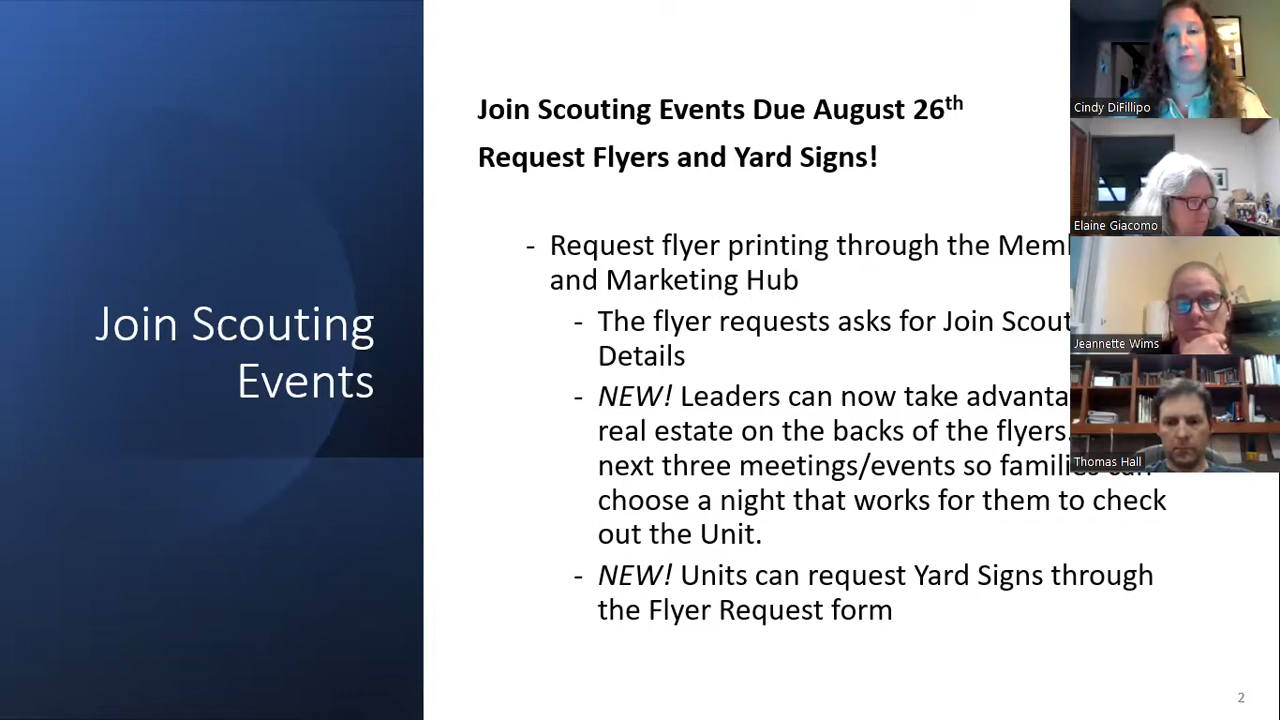 Join Scouting
Events
Join Scouting Events Due August 26th
Request Flyers and Yard Signs!
- Request flyer printing through the
and Marketing Hub
- The flyer requests asks for Join
Details
- NEW! Leaders can now take
real estate on the backs of the flyers.
next three meetings/events so families can
choose a night that works for them to check
out the Unit.
- NEW! Units can request Yard Signs through
the Flyer Request form
Cindy DiFillipo
Elaine Giacomo
Jeannette Wims
Thomas Hall
2